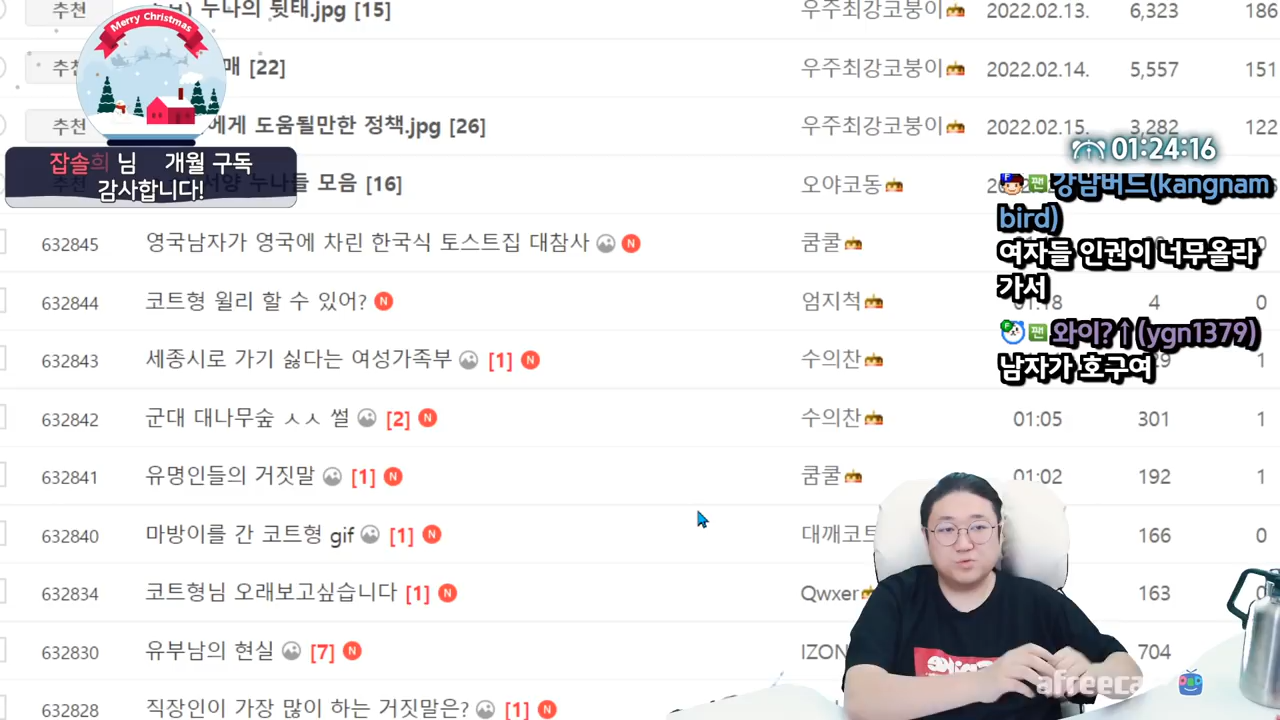 추천 누나의 뒷태.jpg [15] 우주최강코붕이 2022.02.13. 6,323 186
Merry Christmas
매 [22] 우주최강코붕이 2022.02.14. 5,557 151
추천 에게 도움될만한 정책.jpg [26] 우주최강코붕이 2022.02.15. 3,282 122
01:24:16
잡솔희 님 개월 구독
감사합니다!
누나들 모음 [16] 오야코동
강남버드(kangnam
bird)
여자들 인권이 너무올라
가서
와이?↑(ygn1379)
남자가 호구여
632845 영국남자가 영국에 차린 한국식 토스트집 대참사 N 쿰쿨 0
632844 코트형 윌리 할 수 있어? N 엄지척 01:18 4 0
632843 세종시로 가기 싫다는 여성가족부 [1] N 수의찬 1
632842 군대 대나무숲 ㅅㅅ 썰 [2] N 수의찬 01:05 301 1
632841 유명인들의 거짓말 [1] N 쿰쿨 01:02 192 1
632840 마방이를 간 코트형 gif [1] N 대깨코트 166 0
632834 코트형님 오래보고싶습니다 [1] N Qwxer 163
632830 유부남의 현실 [7] N IZON 704
632828 직장인이 가장 많이 하는 거짓말은? [1] N
afreeca